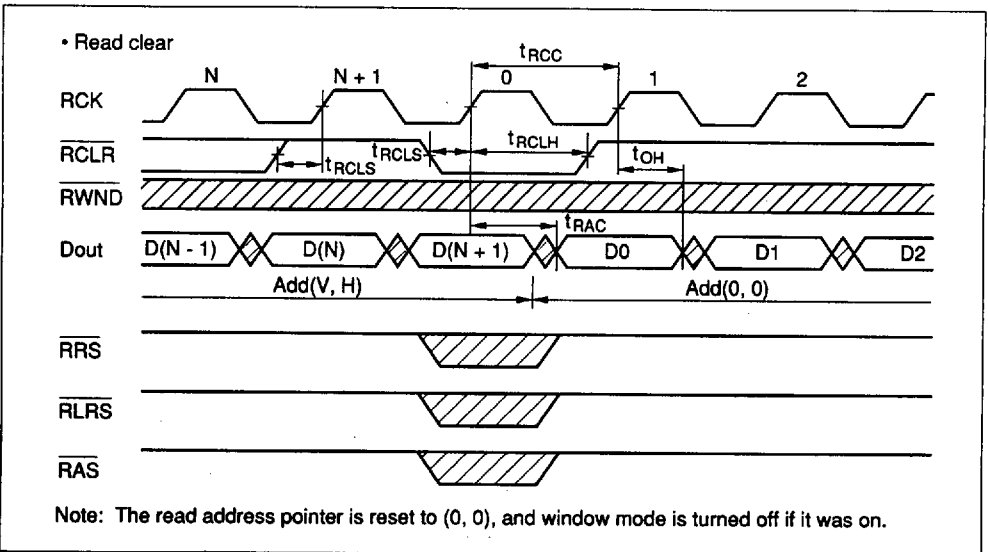 • Read clear
tRCC
N N + 1 0 1 2
RCK
RCLR
tRCLS tRCLS tRCLH tOH
RWND
tRAC
Dout D(N - 1) D(N) D(N + 1) D0 D1 D2
Add(V, H) Add(0, 0)
RRS
RLRS
RAS
Note: The read address pointer is reset to (0, 0), and window mode is turned off if it was on.